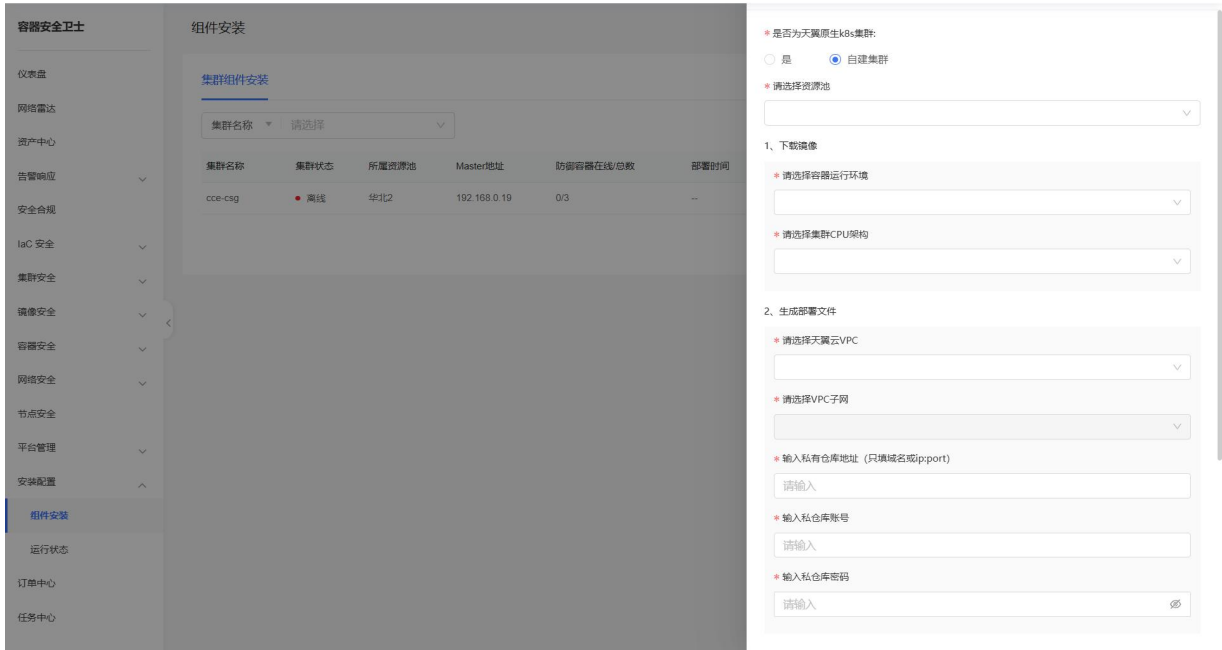 容器安全卫士
仪表盘
网络雷达
资产中心
告警响应
安全合规
IaC 安全
集群安全
镜像安全
容器安全
网络安全
节点安全
平台管理
安装配置
组件安装
运行状态
订单中心
任务中心
组件安装
集群组件安装
集群名称 请选择
集群名称 集群状态 所属资源池 Master地址 防御容器在线/总数 部署时间
cce-csg 离线 华北2 192.168.0.19 0/3 --
* 是否为天翼原生k8s集群:
是 自建集群
* 请选择资源池
1、下载镜像
* 请选择容器运行环境
* 请选择集群CPU架构
2、生成部署文件
* 请选择天翼云VPC
* 请选择VPC子网
* 输入私有仓库地址（只填域名或ip:port）
请输入
* 输入私仓库账号
请输入
* 输入私仓库密码
请输入